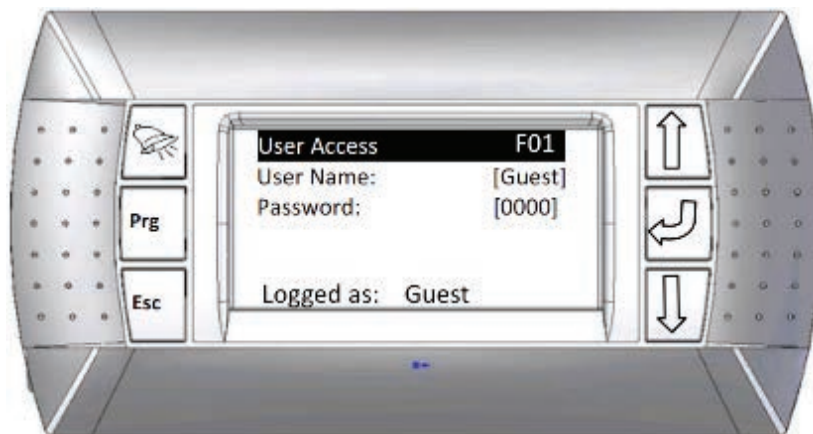 User Access F01
User Name: [Guest]
Password: [0000]
Logged as: Guest
Prg
Esc